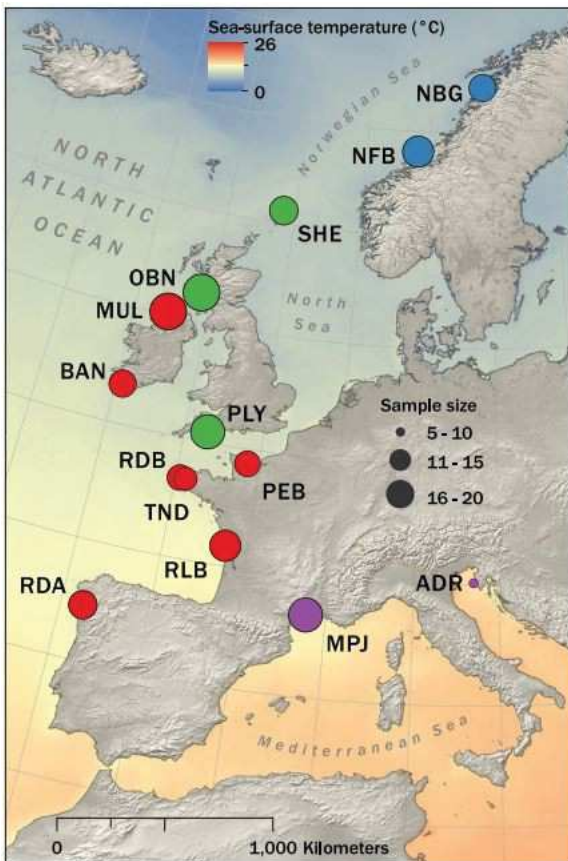 Sea-surface temperature (°C)
26
0
NBG
Norwegian Sea
NFB
NORTH
ATLANTIC
OCEAN
SHE
OBN
MUL
North
Sea
BAN
PLY
Sample size
5 - 10
11 - 15
16 - 20
RDB
PEB
TND
RLB
ADR
RDA
MPJ
Mediterranean Sea
0
1,000 Kilometers